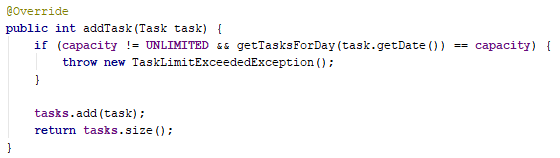 @Override
public int addTask(Task task) {
    if (capacity != UNLIMITED && getTasksForDay(task.getDate()) == capacity) {
        throw new TaskLimitExceededException();
    }

    tasks.add(task);
    return tasks.size();
}